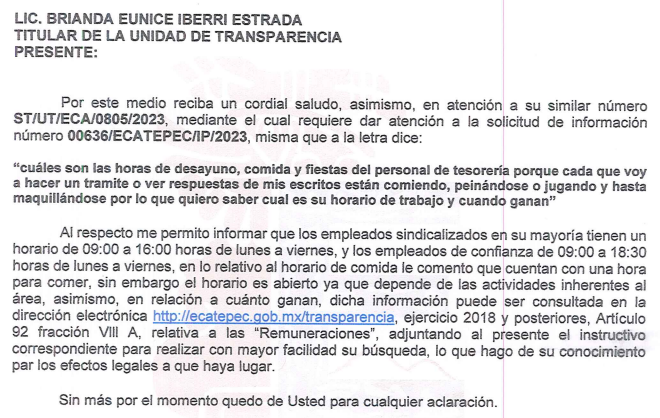 LIC. BRIANDA EUNICE IBERRI ESTRADA
TITULAR DE LA UNIDAD DE TRANSPARENCIA
PRESENTE:
Por este medio reciba un cordial saludo, asimismo, en atención a su similar número
ST/UT/ECA/0805/2023, mediante el cual requiere dar atención a la solicitud de información
número 00636/ECATEPEC/IP/2023, misma que a la letra dice:
“cuáles son las horas de desayuno, comida y fiestas del personal de tesorería porque cada que voy
a hacer un tramite o ver respuestas de mis escritos están comiendo, peinándose o jugando y hasta
maquillándose por lo que quiero saber cual es su horario de trabajo y cuando ganan”
Al respecto me permito informar que los empleados sindicalizados en su mayoría tienen un
horario de 09:00 a 16:00 horas de lunes a viernes, y los empleados de confianza de 09:00 a 18:30
horas de lunes a viernes, en lo relativo al horario de comida le comento que cuentan con una hora
para comer, sin embargo el horario es abierto ya que depende de las actividades inherentes al
área, asimismo, en relación a cuánto ganan, dicha información puede ser consultada en la
dirección electrónica http://ecatepec.gob.mx/transparencia, ejercicio 2018 y posteriores, Artículo
92 fracción VIII A, relativa a las “Remuneraciones”, adjuntando al presente el instructivo
correspondiente para realizar con mayor facilidad su búsqueda, lo que hago de su conocimiento
par los efectos legales a que haya lugar.
Sin más por el momento quedo de Usted para cualquier aclaración.